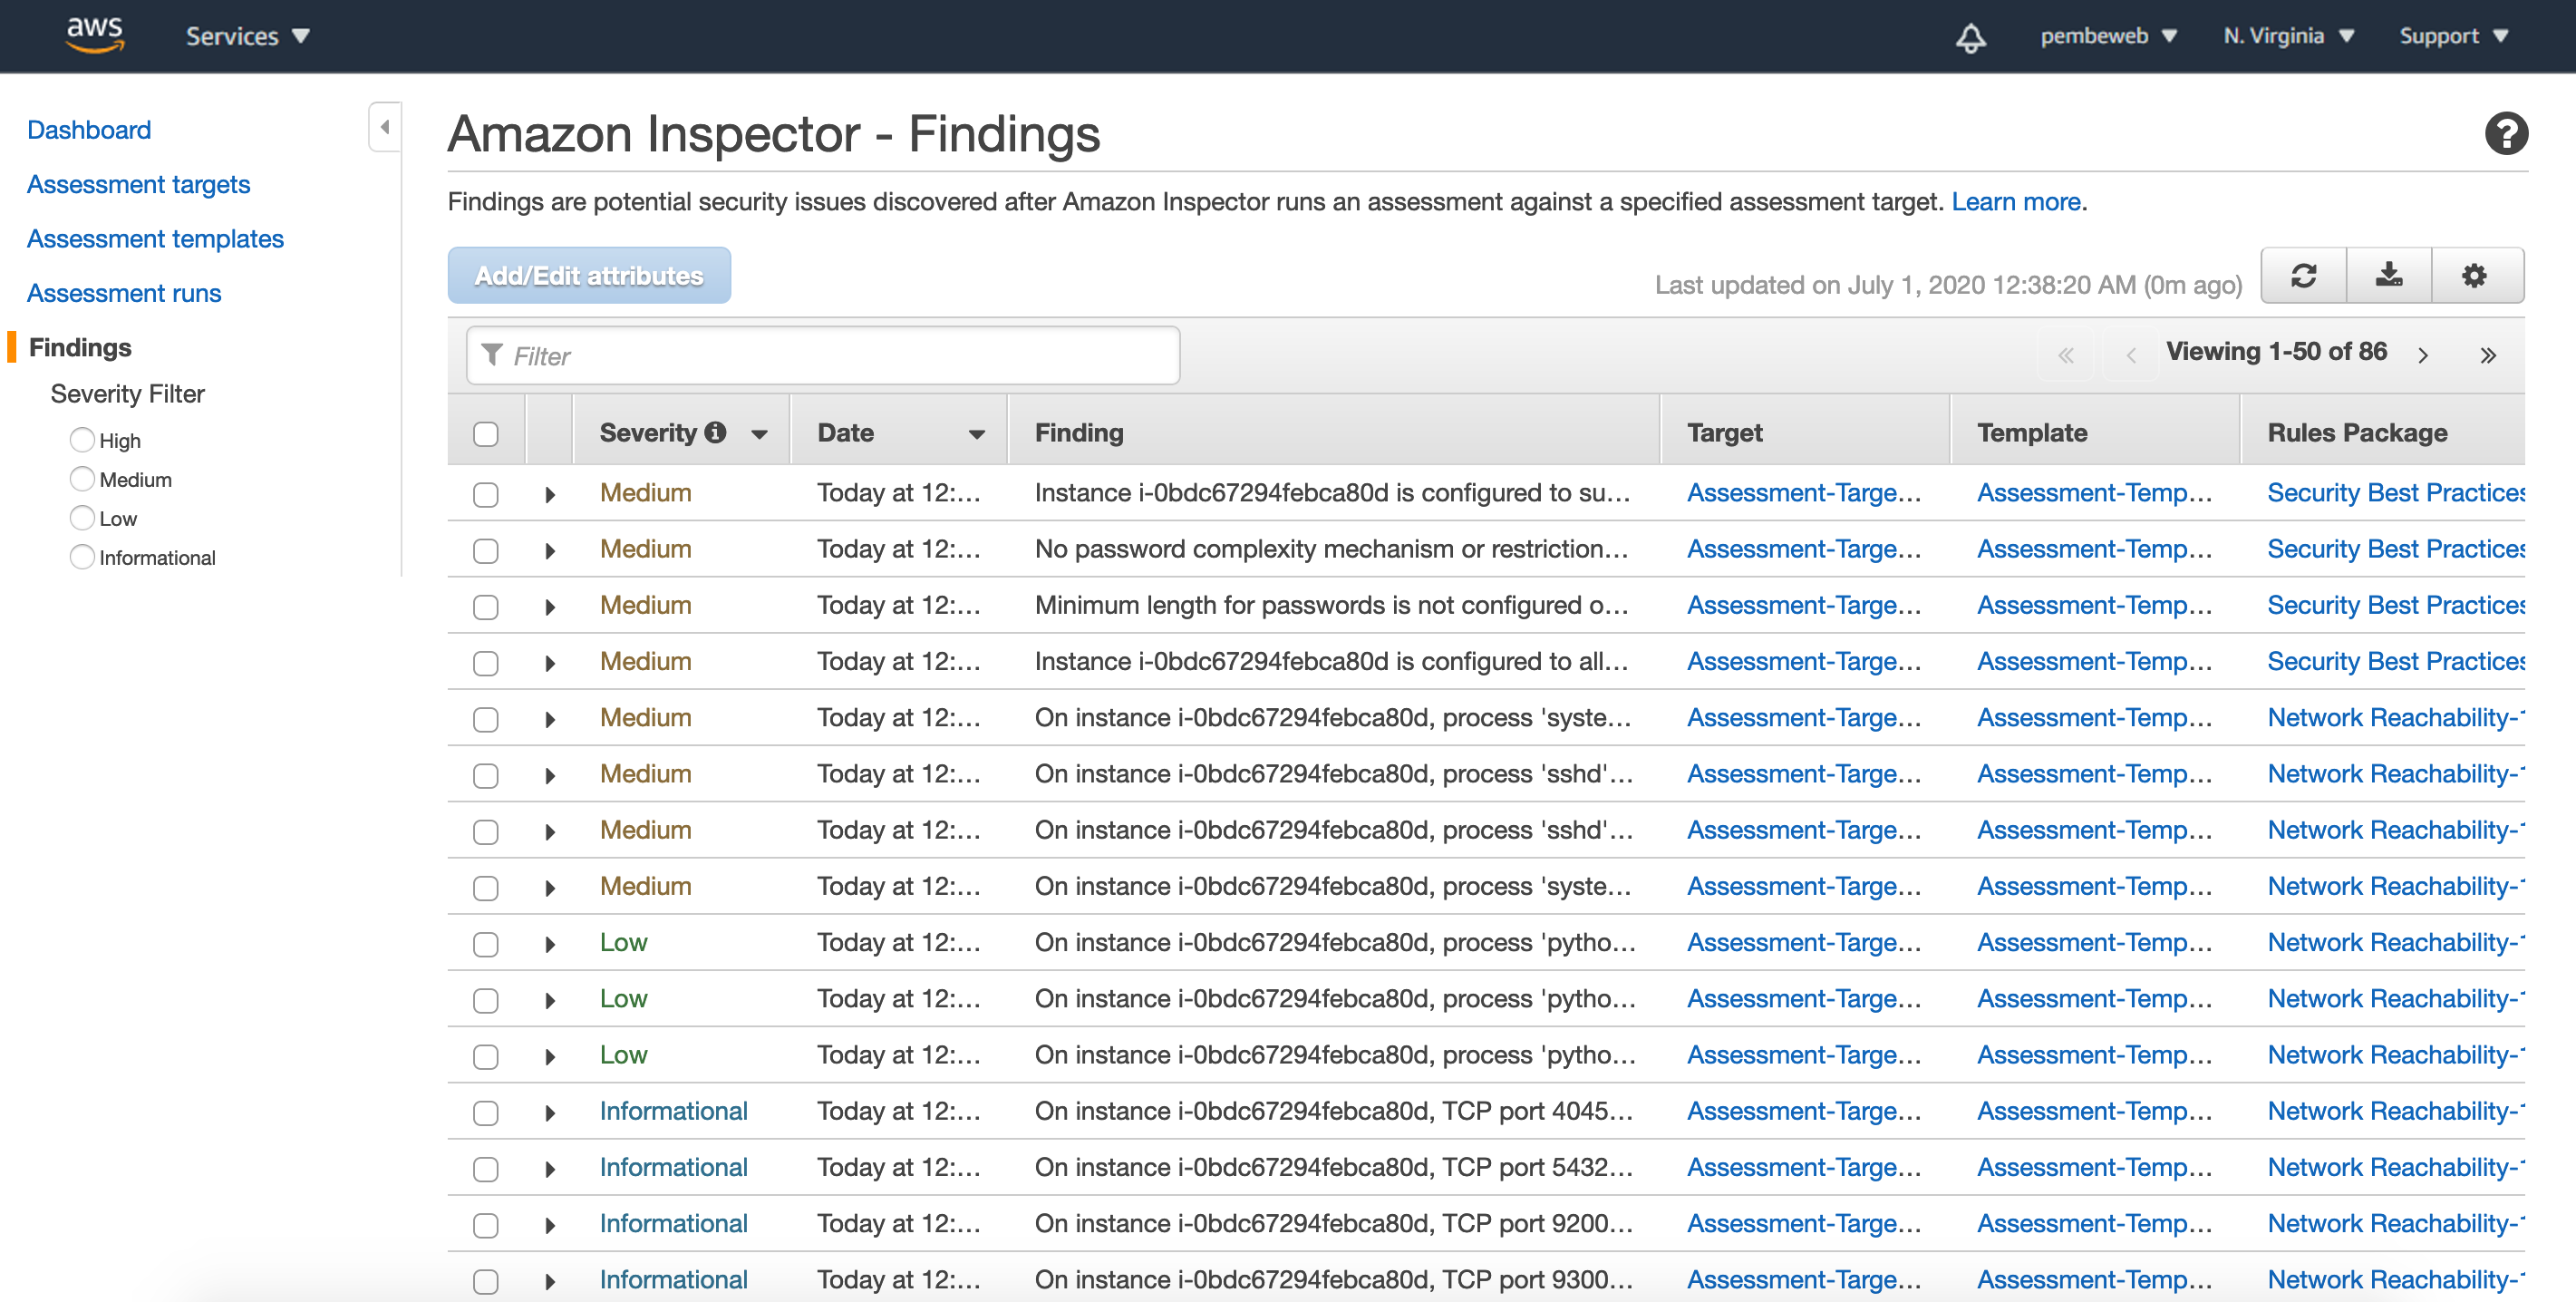 aws Services pembeweb N. Virginia Support
Dashboard
Assessment targets
Assessment templates
Assessment runs
Findings
Severity Filter
High
Medium
Low
Informational
Amazon Inspector - Findings
Findings are potential security issues discovered after Amazon Inspector runs an assessment against a specified assessment target. Learn more.
Add/Edit attributes
Last updated on July 1, 2020 12:38:20 AM (0m ago)
Filter
Viewing 1-50 of 86
Severity Date Finding Target Template Rules Package
Medium Today at 12:... Instance i-0bdc67294febca80d is configured to su... Assessment-Targe... Assessment-Temp... Security Best Practices
Medium Today at 12:... No password complexity mechanism or restriction... Assessment-Targe... Assessment-Temp... Security Best Practices
Medium Today at 12:... Minimum length for passwords is not configured o... Assessment-Targe... Assessment-Temp... Security Best Practices
Medium Today at 12:... Instance i-0bdc67294febca80d is configured to all... Assessment-Targe... Assessment-Temp... Security Best Practices
Medium Today at 12:... On instance i-0bdc67294febca80d, process 'syste... Assessment-Targe... Assessment-Temp... Network Reachability-1
Medium Today at 12:... On instance i-0bdc67294febca80d, process 'sshd'... Assessment-Targe... Assessment-Temp... Network Reachability-1
Medium Today at 12:... On instance i-0bdc67294febca80d, process 'sshd'... Assessment-Targe... Assessment-Temp... Network Reachability-1
Medium Today at 12:... On instance i-0bdc67294febca80d, process 'syste... Assessment-Targe... Assessment-Temp... Network Reachability-1
Low Today at 12:... On instance i-0bdc67294febca80d, process 'pytho... Assessment-Targe... Assessment-Temp... Network Reachability-1
Low Today at 12:... On instance i-0bdc67294febca80d, process 'pytho... Assessment-Targe... Assessment-Temp... Network Reachability-1
Low Today at 12:... On instance i-0bdc67294febca80d, process 'pytho... Assessment-Targe... Assessment-Temp... Network Reachability-1
Informational Today at 12:... On instance i-0bdc67294febca80d, TCP port 4045... Assessment-Targe... Assessment-Temp... Network Reachability-1
Informational Today at 12:... On instance i-0bdc67294febca80d, TCP port 5432... Assessment-Targe... Assessment-Temp... Network Reachability-1
Informational Today at 12:... On instance i-0bdc67294febca80d, TCP port 9200... Assessment-Targe... Assessment-Temp... Network Reachability-1
Informational Today at 12:... On instance i-0bdc67294febca80d, TCP port 9300... Assessment-Targe... Assessment-Temp... Network Reachability-1